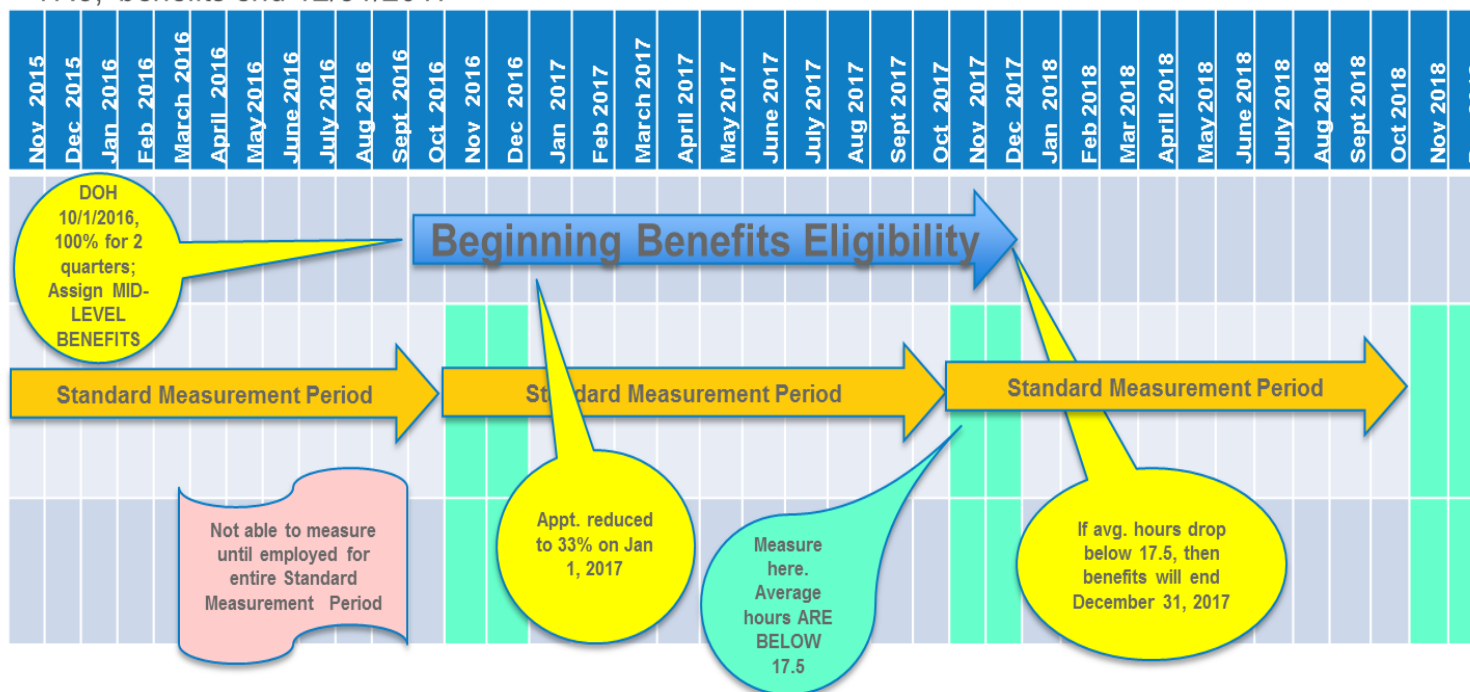 17.5, benefits end 12/31/2017
Nov 2015
Dec 2015
Jan 2016
Feb 2016
March 2016
April 2016
May 2016
June 2016
July 2016
Aug 2016
Sept 2016
Oct 2016
Nov 2016
Dec 2016
Jan 2017
Feb 2017
March 2017
April 2017
May 2017
June 2017
July 2017
Aug 2017
Sept 2017
Oct 2017
Nov 2017
Dec 2017
Jan 2018
Feb 2018
Mar 2018
April 2018
May 2018
June 2018
July 2018
Aug 2018
Sept 2018
Oct 2018
Nov 2018
DOH
10/1/2016,
100% for 2
quarters;
Assign MID-
LEVEL
BENEFITS
Beginning Benefits Eligibility
Standard Measurement Period
Standard Measurement Period
Standard Measurement Period
Not able to measure
until employed for
entire Standard
Measurement Period
Appt. reduced
to 33% on Jan
1, 2017
Measure
here.
Average
hours ARE
BELOW
17.5
If avg. hours drop
below 17.5, then
benefits will end
December 31, 2017